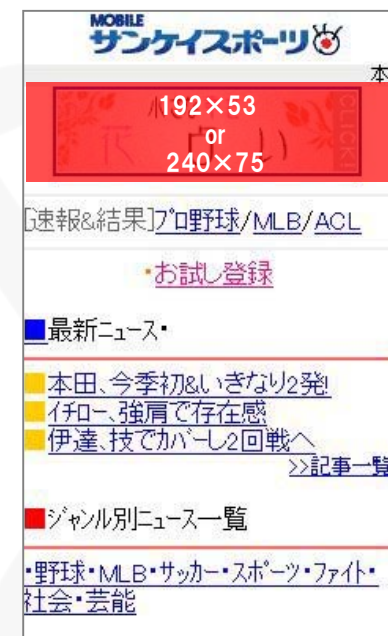 MOBILE
サンケイスポーツ
本
192×53
or
240×75
CLICK!
[速報&結果]プロ野球/MLB/ACL
・お試し登録
■最新ニュース・
本田、今季初&いきなり2発!
イチロー、強肩で存在感
伊達、技でカバーし2回戦へ
>>記事一覧
■ジャンル別ニュース一覧
・野球・MLB・サッカー・スポーツ・ファイト・
社会・芸能